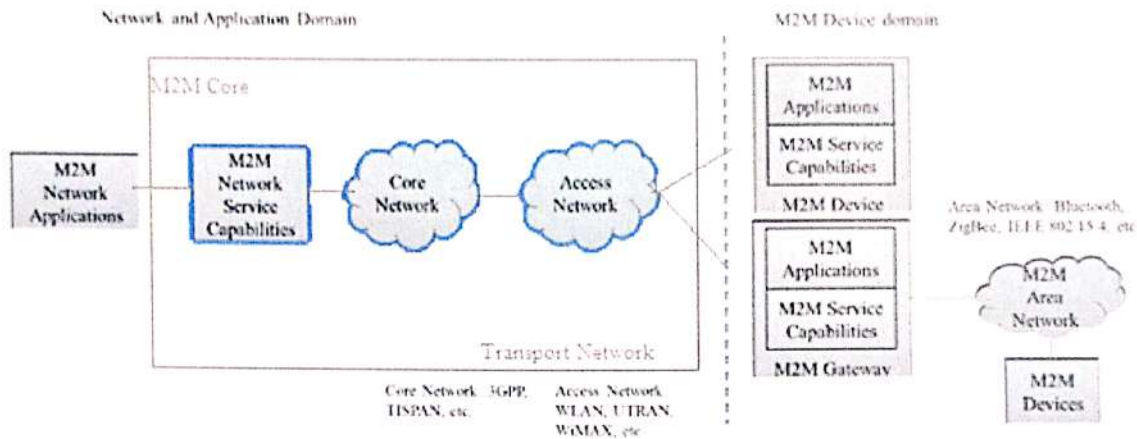 Network and Application Domain
M2M Device domain
M2M Core
M2M
Network
Applications
M2M
Network
Service
Capabilities
Core
Network
Access
Network
Transport Network
Core Network 3GPP,
TISPAN, etc.
Access Network
WLAN, UTRAN,
WiMAX, etc
M2M
Applications
M2M Service
Capabilities
M2M Device
M2M
Applications
M2M Service
Capabilities
M2M Gateway
Area Network Bluetooth,
ZigBee, IEEE 802.15.4, etc
M2M
Area
Network
M2M
Devices